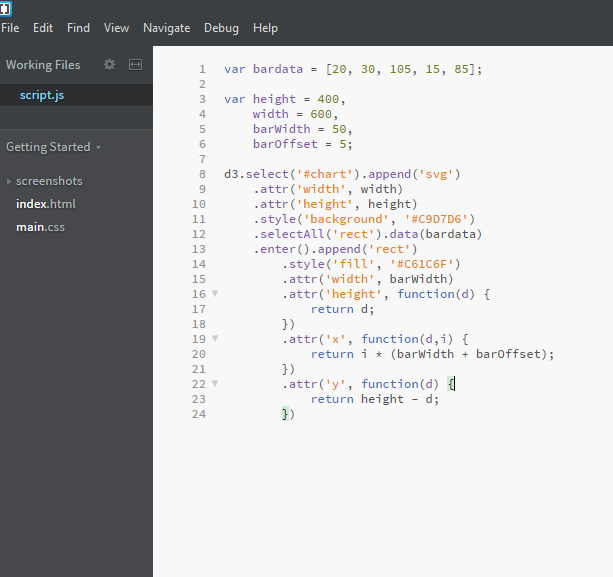 File Edit Find View Navigate Debug Help
Working Files
script.js
Getting Started
screenshots
index.html
main.css
1 var bardata = [20, 30, 105, 15, 85];
2
3 var height = 400,
4     width = 600,
5     barWidth = 50,
6     barOffset = 5;
7
8 d3.select('#chart').append('svg')
9     .attr('width', width)
10     .attr('height', height)
11     .style('background', '#C9D7D6')
12     .selectAll('rect').data(bardata)
13     .enter().append('rect')
14         .style('fill', '#C61C6F')
15         .attr('width', barWidth)
16         .attr('height', function(d) {
17             return d;
18         })
19         .attr('x', function(d,i) {
20             return i * (barWidth + barOffset);
21         })
22         .attr('y', function(d) {
23             return height - d;
24         })